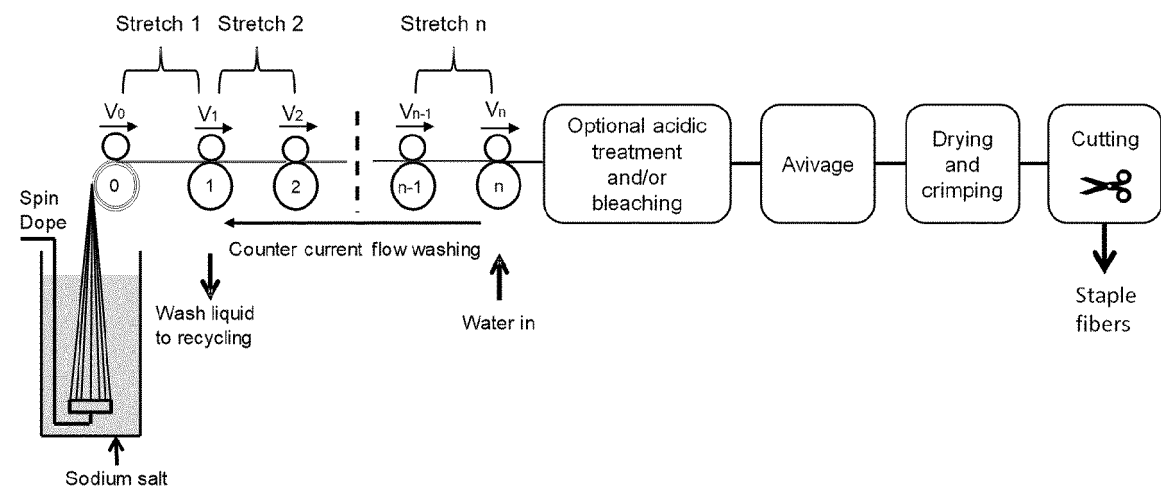 Stretch 1
Stretch 2
Stretch n
V0
V1
V2
Vn-1
Vn
0
1
2
n-1
n
Optional acidic
treatment
and/or
bleaching
Avivage
Drying
and
crimping
Cutting
Spin
Dope
Counter current flow washing
Wash liquid
to recycling
Water in
Staple
fibers
Sodium salt